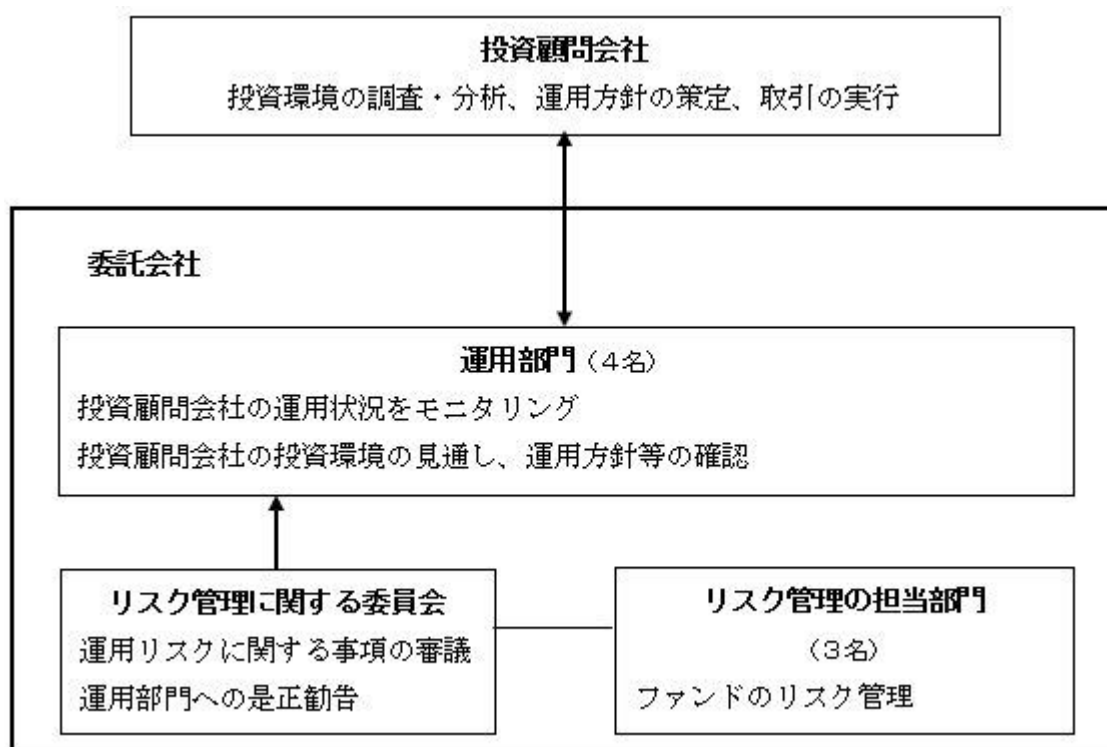 投資顧問会社
投資環境の調査・分析、運用方針の策定、取引の実行
委託会社
運用部門（４名）
投資顧問会社の運用状況をモニタリング
投資顧問会社の投資環境の見通し、運用方針等の確認
リスク管理に関する委員会
運用リスクに関する事項の審議
運用部門への是正勧告
リスク管理の担当部門
（３名）
ファンドのリスク管理